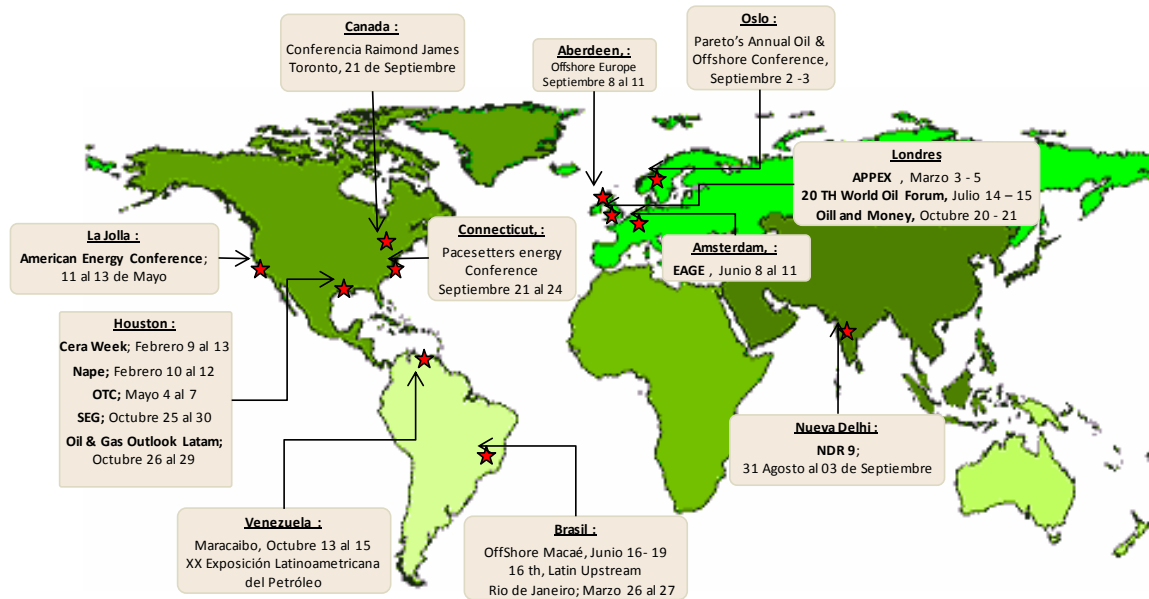 Canada :
Conferencia Raimond James
Toronto, 21 de Septiembre
Aberdeen, :
Offshore Europe
Septiembre 8 al 11
Oslo :
Pareto's Annual Oil &
Offshore Conference,
Septiembre 2 -3
Londres
APPEX , Marzo 3 - 5
20 TH World Oil Forum, Julio 14 – 15
Oill and Money, Octubre 20 - 21
La Jolla :
American Energy Conference;
11 al 13 de Mayo
Connecticut, :
Pacesetters energy
Conference
Septiembre 21 al 24
Amsterdam, :
EAGE , Junio 8 al 11
Houston :
Cera Week; Febrero 9 al 13
Nape; Febrero 10 al 12
OTC; Mayo 4 al 7
SEG; Octubre 25 al 30
Oil & Gas Outlook Latam;
Octubre 26 al 29
Nueva Delhi :
NDR 9;
31 Agosto al 03 de Septiembre
Venezuela :
Maracaibo, Octubre 13 al 15
XX Exposición Latinoametricana
del Petróleo
Brasil :
OffShore Macaé, Junio 16- 19
16 th, Latin Upstream
Rio de Janeiro; Marzo 26 al 27